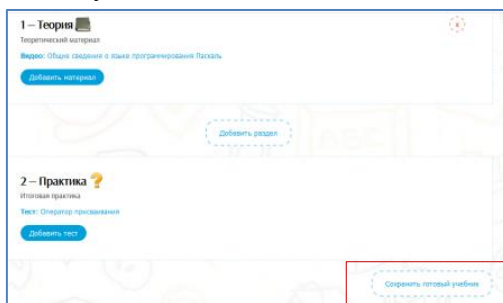 1 – Теория
Теоретический материал
Видео: Общие сведения о языке программирования Паскаль
Добавить материал
x
Добавить раздел
2 – Практика
Итоговая практика
Тест: Оператор присваивания
Добавить тест
Сохранить готовый учебник